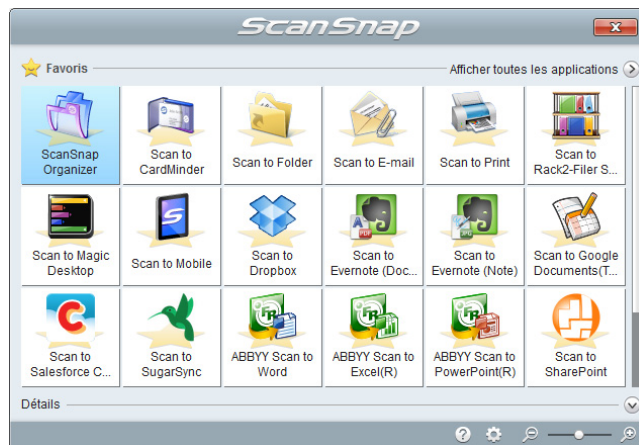 ScanSnap
Favoris
Afficher toutes les applications
ScanSnap
Organizer
Scan to
CardMinder
Scan to Folder
Scan to E-mail
Scan to Print
Scan to
Rack2-Filer S...
Scan to Magic
Desktop
Scan to Mobile
Scan to
Dropbox
Scan to
Evernote (Doc...
Scan to
Evernote (Note)
Scan to Google
Documents(T...
Scan to
Salesforce C...
Scan to
SugarSync
ABBYY Scan to
Word
ABBYY Scan to
Excel(R)
ABBYY Scan to
PowerPoint(R)
Scan to
SharePoint
Détails